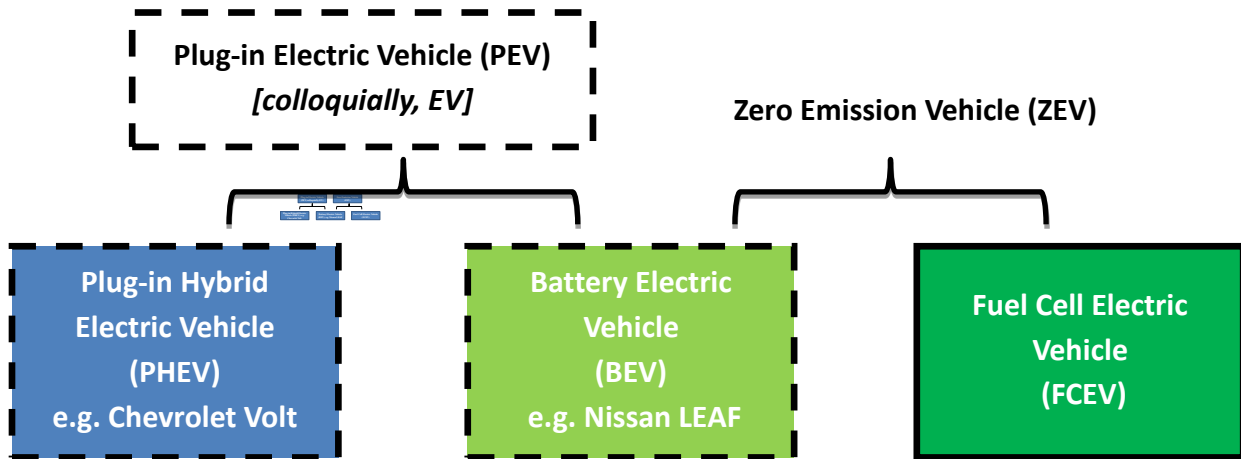 Plug-in Electric Vehicle (PEV)
[colloquially, EV]
Zero Emission Vehicle (ZEV)
Plug-in Hybrid
Electric Vehicle
(PHEV)
e.g. Chevrolet Volt
Battery Electric
Vehicle
(BEV)
e.g. Nissan LEAF
Fuel Cell Electric
Vehicle
(FCEV)